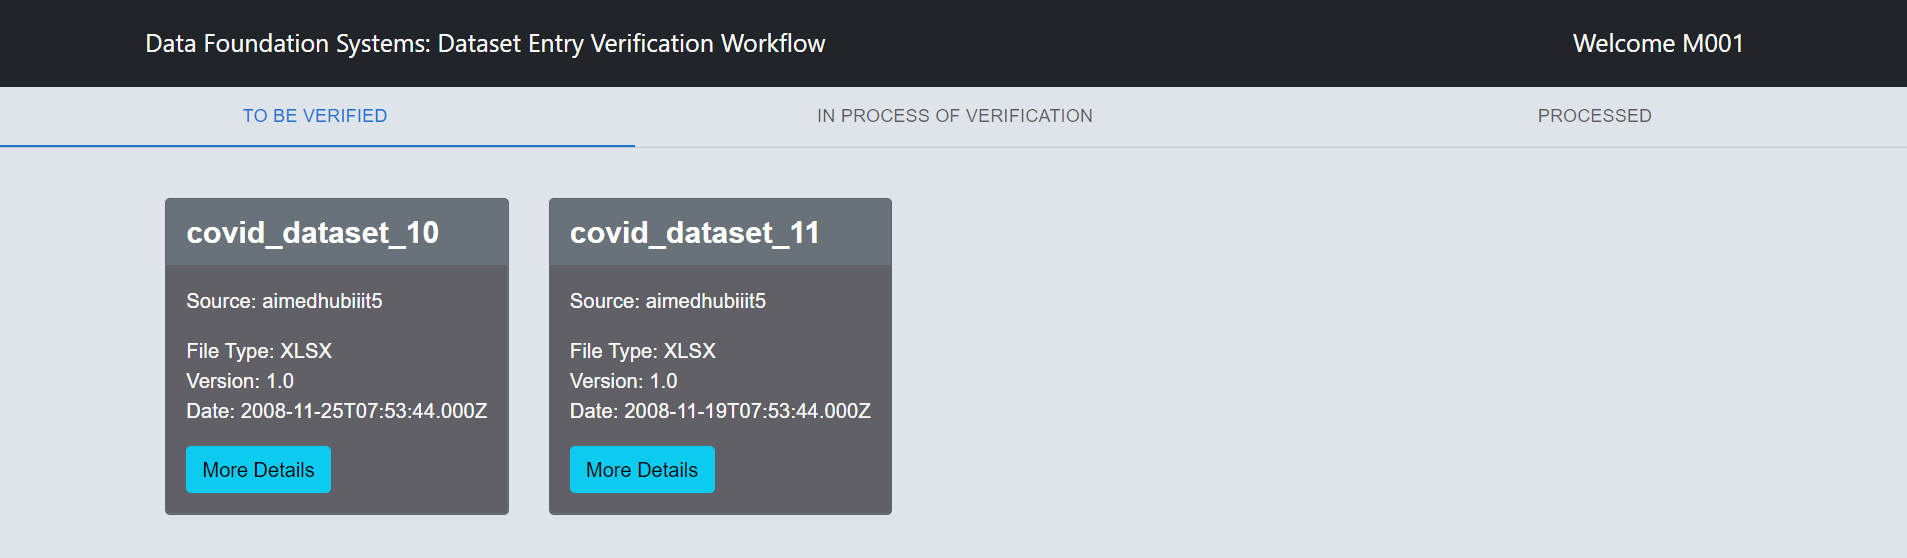 Data Foundation Systems: Dataset Entry Verification Workflow
Welcome M001
TO BE VERIFIED
IN PROCESS OF VERIFICATION
PROCESSED
covid_dataset_10
Source: aimedhubiiit5
File Type: XLSX
Version: 1.0
Date: 2008-11-25T07:53:44.000Z
More Details
covid_dataset_11
Source: aimedhubiiit5
File Type: XLSX
Version: 1.0
Date: 2008-11-19T07:53:44.000Z
More Details